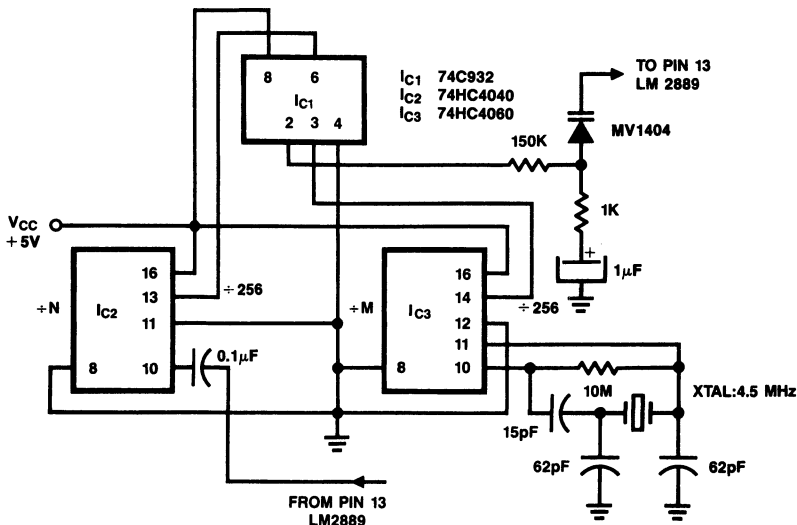 8 6
IC1
2 3 4
IC1 74C932
IC2 74HC4040
IC3 74HC4060
TO PIN 13
LM 2889
MV1404
150K
1K
+
1µF
VCC
+5V
16
13
÷256
÷N
IC2
11
8
10
0.1µF
16
÷M
IC3
14
÷256
12
11
8
10
10M
XTAL:4.5 MHz
15pF
62pF
62pF
FROM PIN 13
LM2889